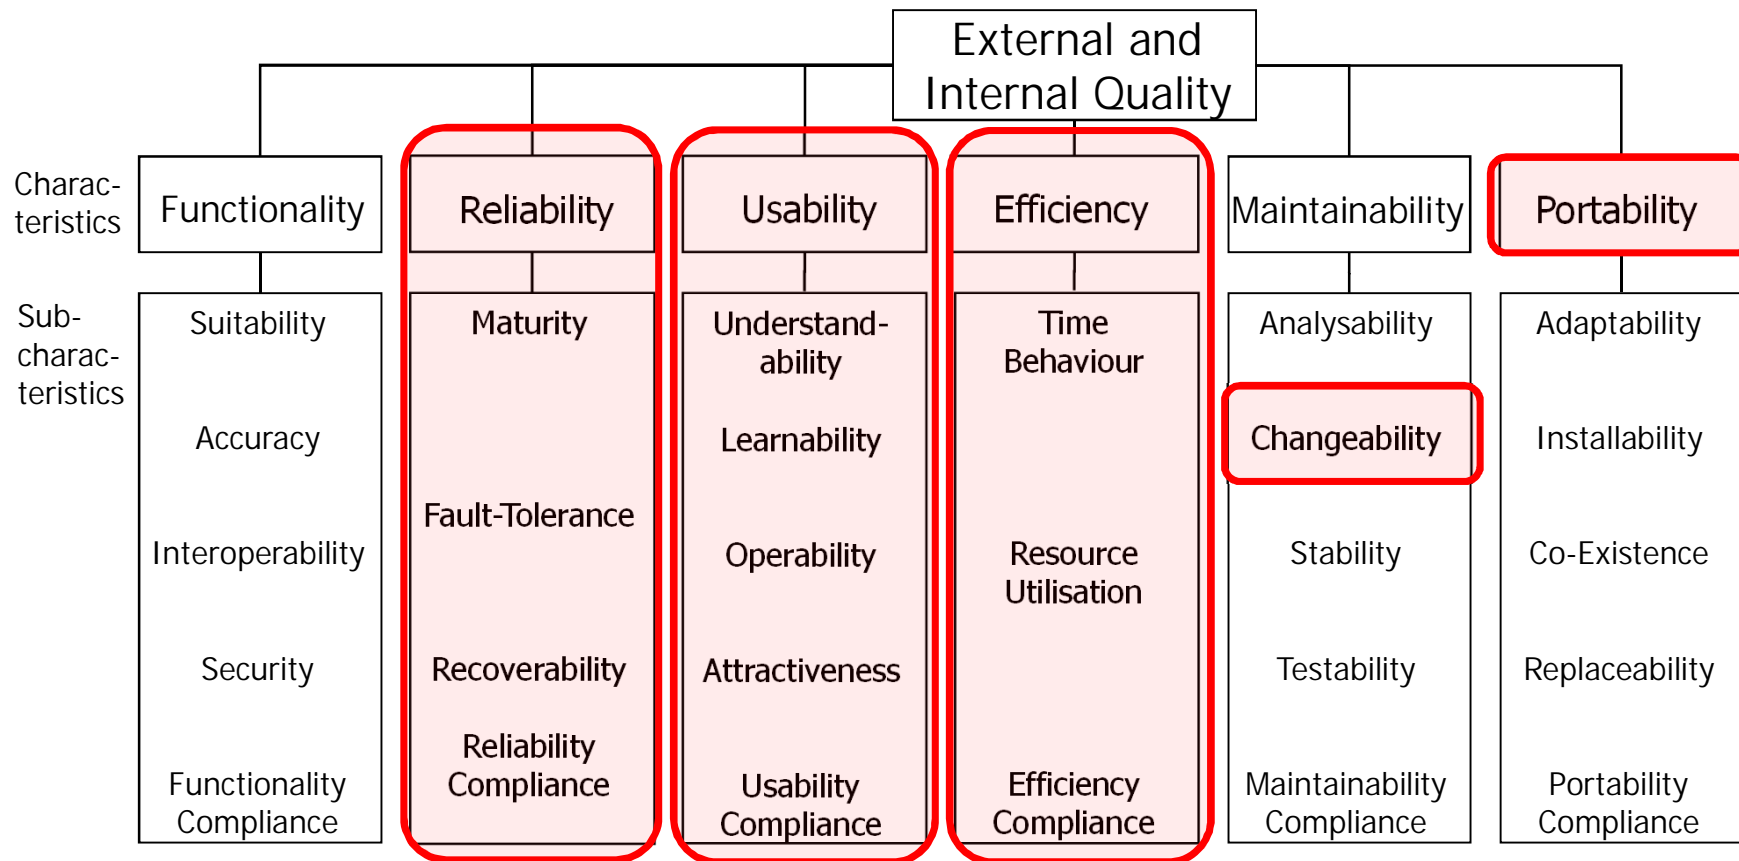 External and
Internal Quality
Charac-
teristics
Functionality
Reliability
Usability
Efficiency
Maintainability
Portability
Sub-
charac-
teristics
Suitability
Accuracy
Interoperability
Security
Functionality
Compliance
Maturity
Fault-Tolerance
Recoverability
Reliability
Compliance
Understand-
ability
Learnability
Operability
Attractiveness
Usability
Compliance
Time
Behaviour
Resource
Utilisation
Efficiency
Compliance
Analysability
Changeability
Stability
Testability
Maintainability
Compliance
Adaptability
Installability
Co-Existence
Replaceability
Portability
Compliance